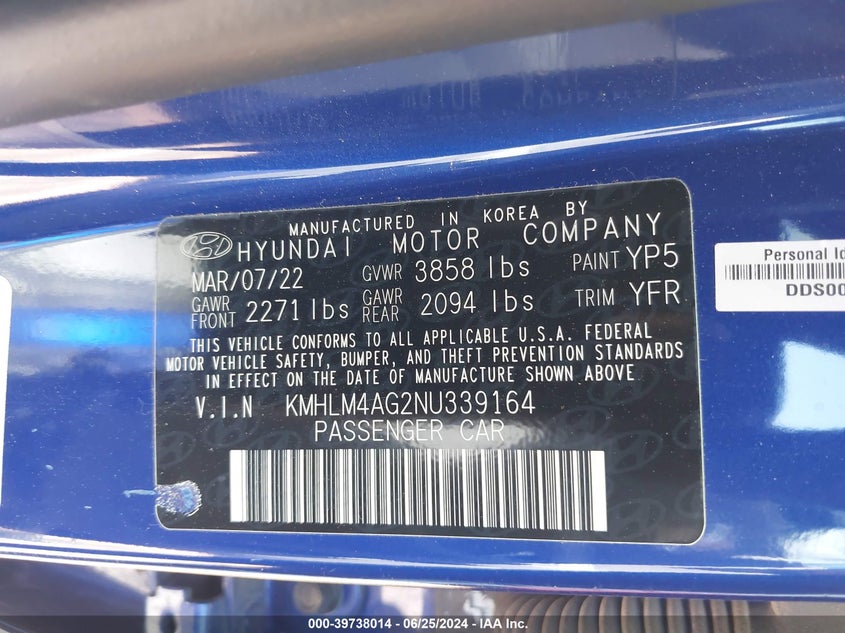 MANUFACTURED IN KOREA BY
HYUNDAI MOTOR COMPANY
MAR/07/22 GVWR 3858 lbs PAINT YP5
GAWR FRONT 2271 lbs GAWR REAR 2094 lbs TRIM YFR
THIS VEHICLE CONFORMS TO ALL APPLICABLE U.S.A. FEDERAL
MOTOR VEHICLE SAFETY, BUMPER, AND THEFT PREVENTION STANDARDS
IN EFFECT ON THE DATE OF MANUFACTURE SHOWN ABOVE
V.I.N KMHLM4AG2NU339164
PASSENGER CAR
Personal Id
DDS00
000-39738014 - 06/25/2024 - IAA Inc.